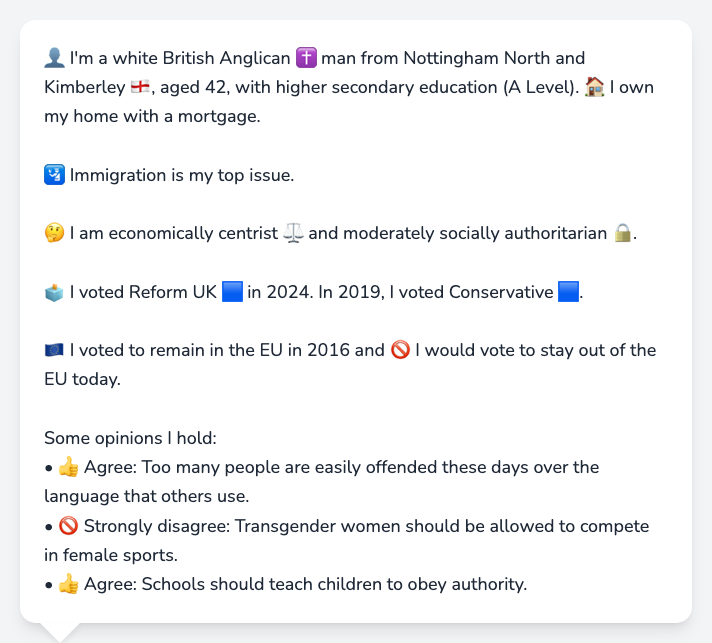 👤 I'm a white British Anglican ✝️ man from Nottingham North and
Kimberley 🏴󠁧󠁢󠁥󠁮󠁧󠁿, aged 42, with higher secondary education (A Level). 🏠 I own
my home with a mortgage.
🛂 Immigration is my top issue.
🤔 I am economically centrist ⚖️ and moderately socially authoritarian 🔒.
🗳️ I voted Reform UK 🟦 in 2024. In 2019, I voted Conservative 🟦.
🇪🇺 I voted to remain in the EU in 2016 and 🚫 I would vote to stay out of the
EU today.
Some opinions I hold:
• 👍 Agree: Too many people are easily offended these days over the
language that others use.
• 🚫 Strongly disagree: Transgender women should be allowed to compete
in female sports.
• 👍 Agree: Schools should teach children to obey authority.